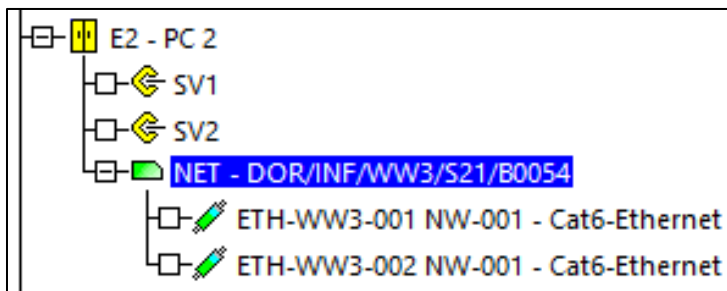 E2 - PC 2
SV1
SV2
NET - DOR/INF/WW3/S21/B0054
ETH-WW3-001 NW-001 - Cat6-Ethernet
ETH-WW3-002 NW-001 - Cat6-Ethernet